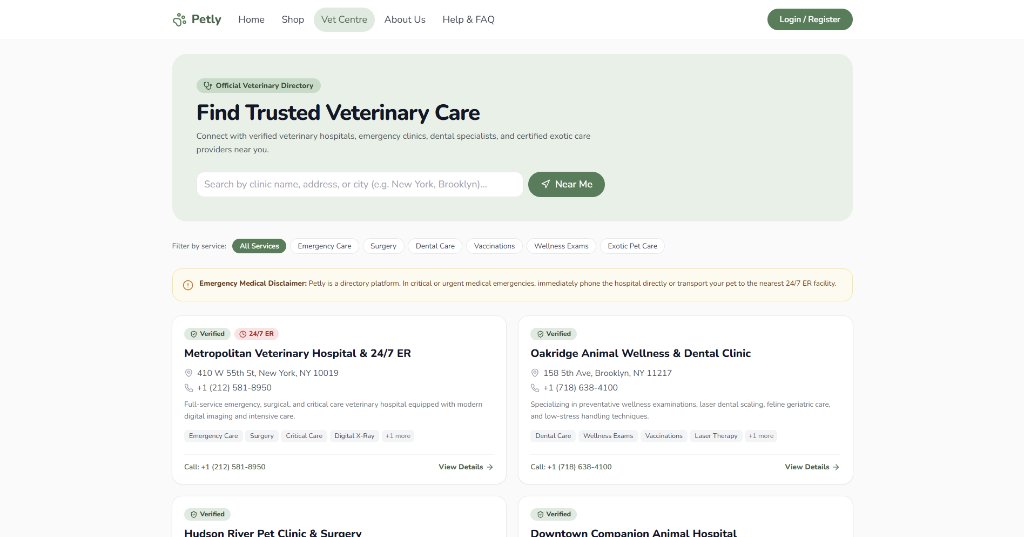 Petly
Home
Shop
Vet Centre
About Us
Help & FAQ
Login / Register
Official Veterinary Directory
Find Trusted Veterinary Care
Connect with verified veterinary hospitals, emergency clinics, dental specialists, and certified exotic care
providers near you.
Search by clinic name, address, or city (e.g. New York, Brooklyn)...
Near Me
Filter by service:
All Services
Emergency Care
Surgery
Dental Care
Vaccinations
Wellness Exams
Exotic Pet Care
Emergency Medical Disclaimer: Petly is a directory platform. In critical or urgent medical emergencies, immediately phone the hospital directly or transport your pet to the nearest 24/7 ER facility.
Verified
24/7 ER
Metropolitan Veterinary Hospital & 24/7 ER
410 W 55th St, New York, NY 10019
+1 (212) 581-8950
Full-service emergency, surgical, and critical care veterinary hospital equipped with modern
digital imaging and intensive care.
Emergency Care
Surgery
Critical Care
Digital X-Ray
+1 more
Call: +1 (212) 581-8950
View Details
Verified
Oakridge Animal Wellness & Dental Clinic
158 5th Ave, Brooklyn, NY 11217
+1 (718) 638-4100
Specializing in preventative wellness examinations, laser dental scaling, feline geriatric care,
and low-stress handling techniques.
Dental Care
Wellness Exams
Vaccinations
Laser Therapy
+1 more
Call: +1 (718) 638-4100
View Details
Verified
Hudson River Pet Clinic & Surgery
Verified
Downtown Companion Animal Hospital